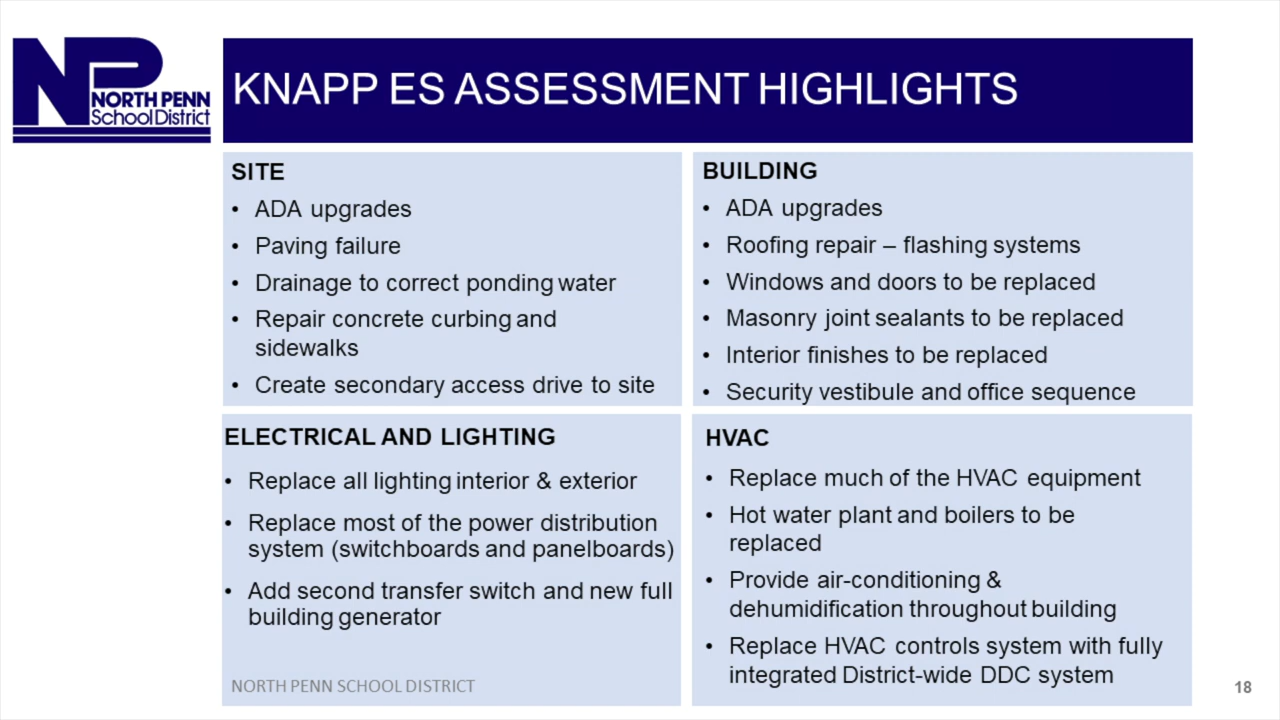 NORTH PENN
School District
KNAPP ES ASSESSMENT HIGHLIGHTS
SITE
• ADA upgrades
• Paving failure
• Drainage to correct ponding water
• Repair concrete curbing and
sidewalks
• Create secondary access drive to site
BUILDING
• ADA upgrades
• Roofing repair – flashing systems
• Windows and doors to be replaced
• Masonry joint sealants to be replaced
• Interior finishes to be replaced
• Security vestibule and office sequence
ELECTRICAL AND LIGHTING
• Replace all lighting interior & exterior
• Replace most of the power distribution
system (switchboards and panelboards)
• Add second transfer switch and new full
building generator
HVAC
• Replace much of the HVAC equipment
• Hot water plant and boilers to be
replaced
• Provide air-conditioning &
dehumidification throughout building
• Replace HVAC controls system with fully
integrated District-wide DDC system
NORTH PENN SCHOOL DISTRICT
18